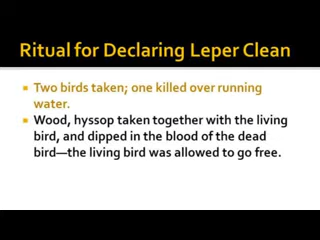 Ritual for Declaring Leper Clean
Two birds taken; one killed over running
water.
Wood, hyssop taken together with the living
bird, and dipped in the blood of the dead
bird—the living bird was allowed to go free.